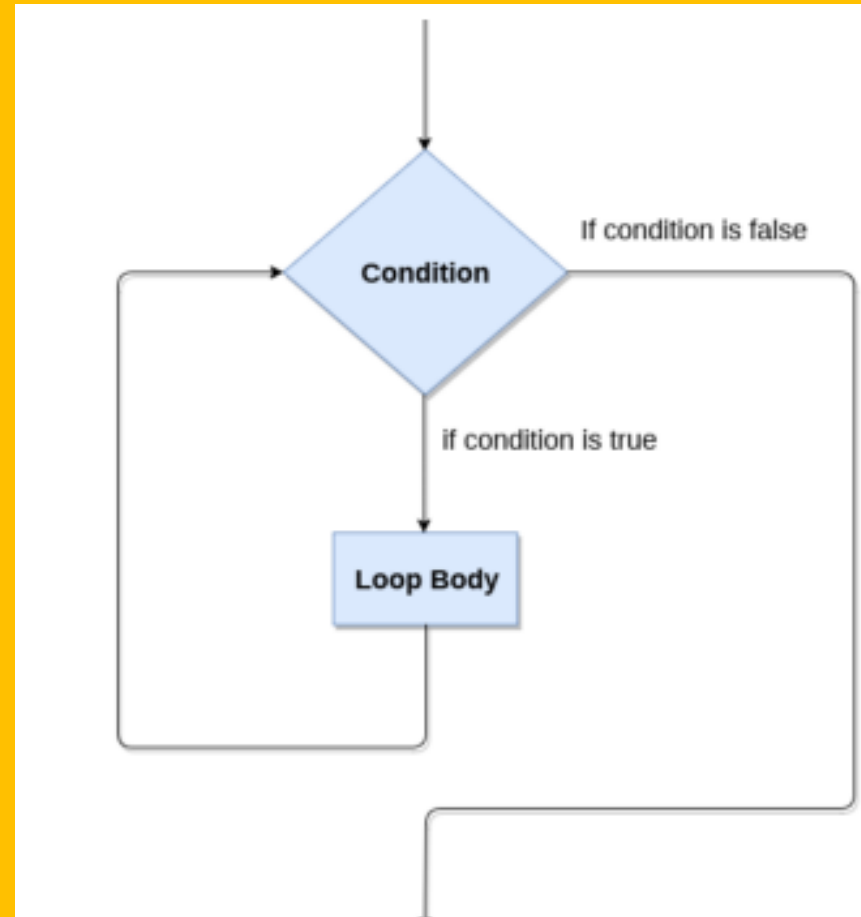 If condition is false
Condition
if condition is true
Loop Body